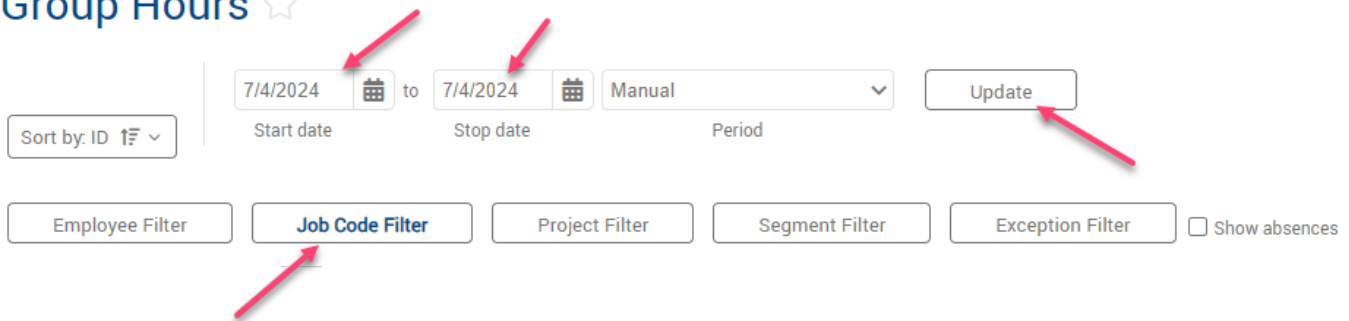 Group Hours
7/4/2024 to 7/4/2024 Manual Update
Sort by: ID Start date Stop date Period
Employee Filter Job Code Filter Project Filter Segment Filter Exception Filter Show absences